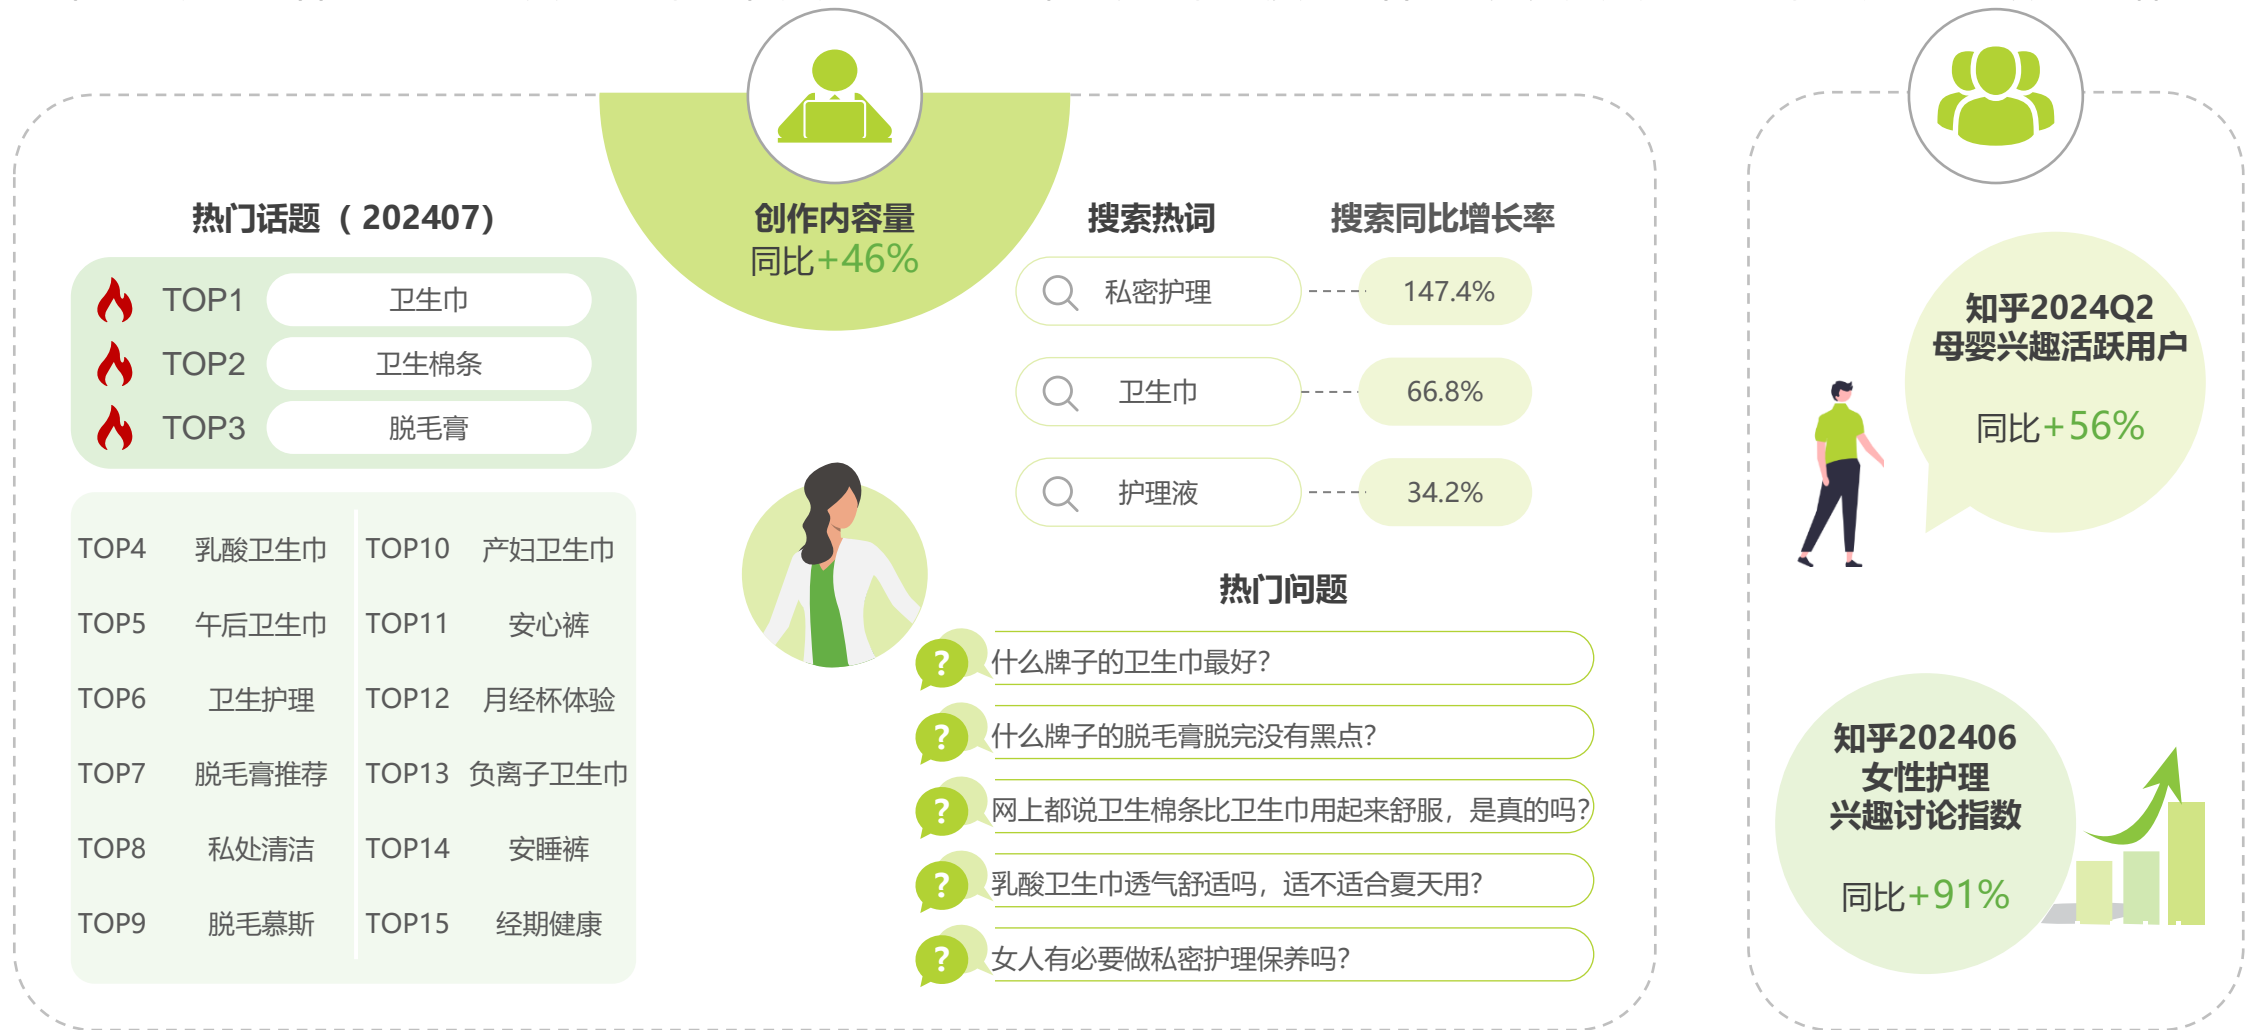 热门话题（202407）
TOP1 卫生巾
TOP2 卫生棉条
TOP3 脱毛膏
TOP4 乳酸卫生巾
TOP5 午后卫生巾
TOP6 卫生护理
TOP7 脱毛膏推荐
TOP8 私处清洁
TOP9 脱毛慕斯
TOP10 产妇卫生巾
TOP11 安心裤
TOP12 月经杯体验
TOP13 负离子卫生巾
TOP14 安睡裤
TOP15 经期健康
创作内容量
同比+46%
搜索热词 搜索同比增长率
私密护理 147.4%
卫生巾 66.8%
护理液 34.2%
热门问题
? 什么牌子的卫生巾最好？
? 什么牌子的脱毛膏脱完没有黑点？
? 网上都说卫生棉条比卫生巾用起来舒服，是真的吗？
? 乳酸卫生巾透气舒适吗，适不适合夏天用？
? 女人有必要做私密护理保养吗？
知乎2024Q2
母婴兴趣活跃用户
同比+56%
知乎202406
女性护理
兴趣讨论指数
同比+91%